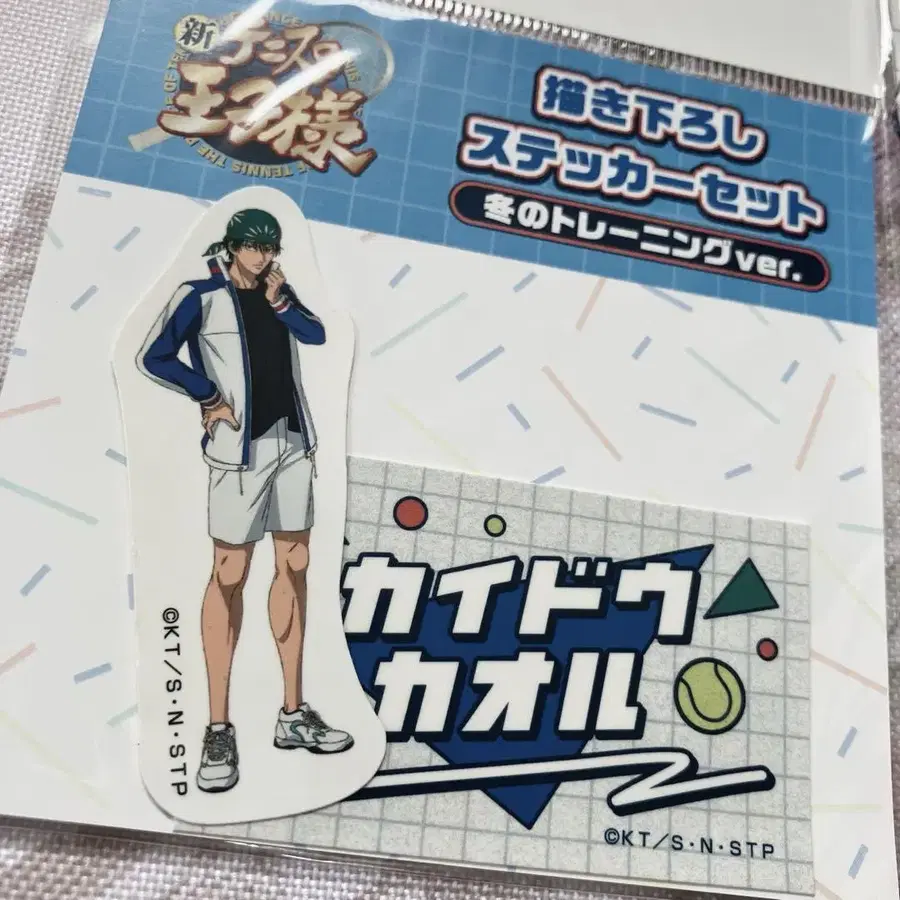 新テニスの
王子様
描き下ろし
ステッカーセット
冬のトレーニングver.
カイドウ
カオル
©KT/S・N・STP
©KT/S・N・STP